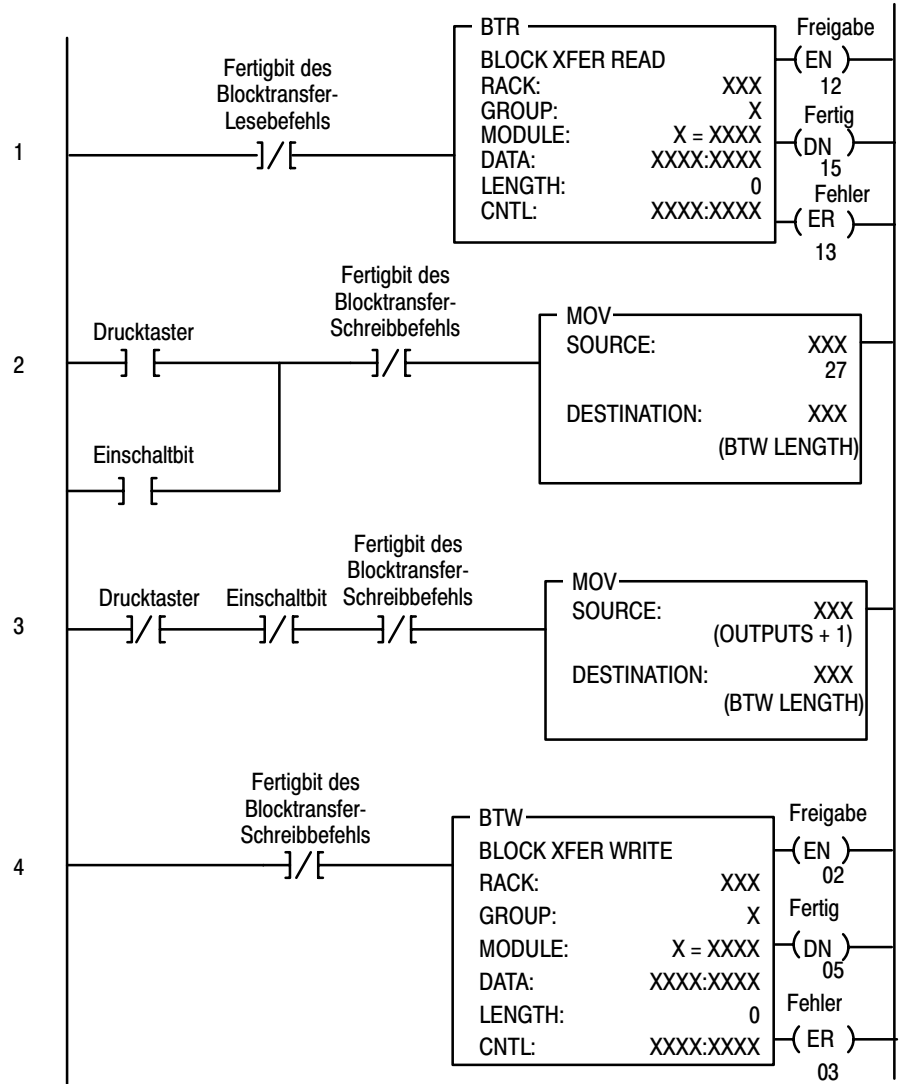 1
Fertigbit des
Blocktransfer-
Lesebefehls
BTR
BLOCK XFER READ
RACK: XXX
GROUP: X
MODULE: X = XXXX
DATA: XXXX:XXXX
LENGTH: 0
CNTL: XXXX:XXXX
Freigabe
EN
12
Fertig
DN
15
Fehler
ER
13
2
Drucktaster
Einschaltbit
Fertigbit des
Blocktransfer-
Schreibbefehls
MOV
SOURCE: XXX
27
DESTINATION: XXX
(BTW LENGTH)
3
Drucktaster
Einschaltbit
Fertigbit des
Blocktransfer-
Schreibbefehls
MOV
SOURCE: XXX
(OUTPUTS + 1)
DESTINATION: XXX
(BTW LENGTH)
4
Fertigbit des
Blocktransfer-
Schreibbefehls
BTW
BLOCK XFER WRITE
RACK: XXX
GROUP: X
MODULE: X = XXXX
DATA: XXXX:XXXX
LENGTH: 0
CNTL: XXXX:XXXX
Freigabe
EN
02
Fertig
DN
05
Fehler
ER
03